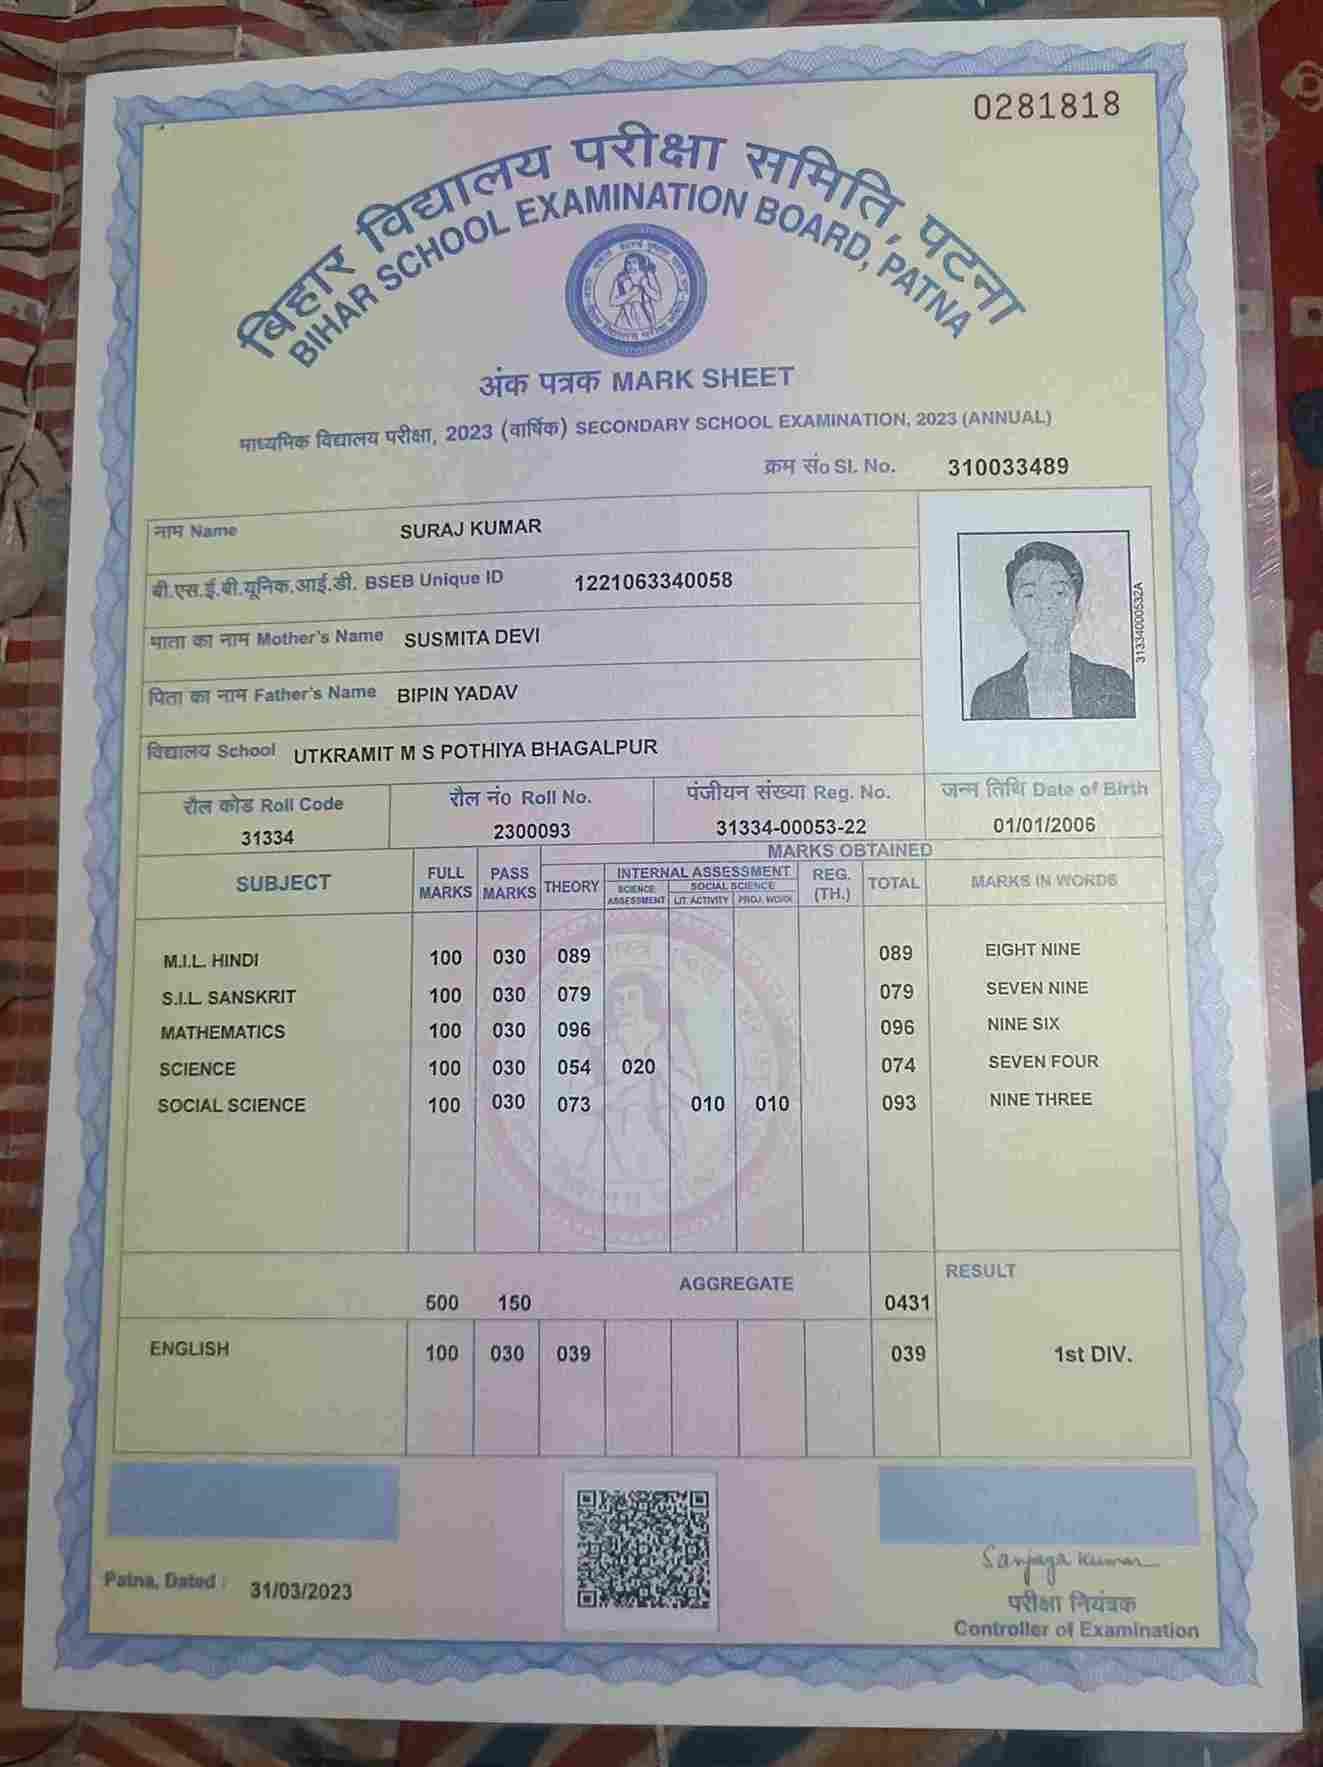 0281818
बिहार विद्यालय परीक्षा समिति, पटना
BIHAR SCHOOL EXAMINATION BOARD, PATNA
अंक पत्रक MARK SHEET
माध्यमिक विद्यालय परीक्षा, 2023 (वार्षिक) SECONDARY SCHOOL EXAMINATION, 2023 (ANNUAL)
क्रम सं० Sl. No. 310033489
नाम Name SURAJ KUMAR
बी.एस.ई.बी.यूनिक.आई.डी. BSEB Unique ID 1221063340058
माता का नाम Mother's Name SUSMITA DEVI
पिता का नाम Father's Name BIPIN YADAV
विद्यालय School UTKRAMIT M S POTHIYA BHAGALPUR
31334000532A
रौल कोड Roll Code रौल नं० Roll No. पंजीयन संख्या Reg. No. जन्म तिथि Date of Birth
31334 2300093 31334-00053-22 01/01/2006
MARKS OBTAINED
SUBJECT FULL MARKS PASS MARKS THEORY INTERNAL ASSESSMENT REG. (TH.) TOTAL MARKS IN WORDS
SCIENCE ASSESSMENT SOCIAL SCIENCE
LIT. ACTIVITY PROJ. WORK
M.I.L. HINDI 100 030 089 089 EIGHT NINE
S.I.L. SANSKRIT 100 030 079 079 SEVEN NINE
MATHEMATICS 100 030 096 096 NINE SIX
SCIENCE 100 030 054 020 074 SEVEN FOUR
SOCIAL SCIENCE 100 030 073 010 010 093 NINE THREE
AGGREGATE RESULT
500 150 0431
ENGLISH 100 030 039 039 1st DIV.
Patna, Dated : 31/03/2023
Sanjaya Kumar
परीक्षा नियंत्रक
Controller of Examination